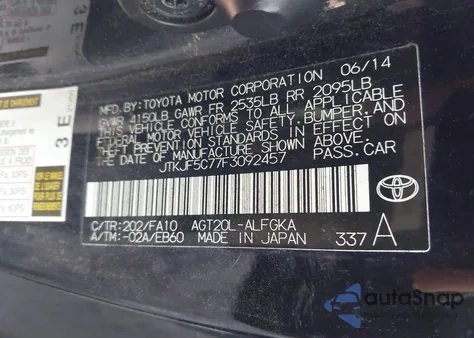 MFD.BY:TOYOTA MOTOR CORPORATION 06/14
GVWR 4150LB GAWR FR 2535LB RR 2095LB
THIS VEHICLE CONFORMS TO ALL APPLICABLE
FEDERAL MOTOR VEHICLE SAFETY, BUMPER, AND
THEFT PREVENTION STANDARDS IN EFFECT ON
THE DATE OF MANUFACTURE SHOWN ABOVE.
JTKJF5C77F3092457 PASS.CAR
C/TR:202/FA10 AGT20L-ALFGKA
A/TM:-02A/EB60 MADE IN JAPAN 337A
3E
autoSnap